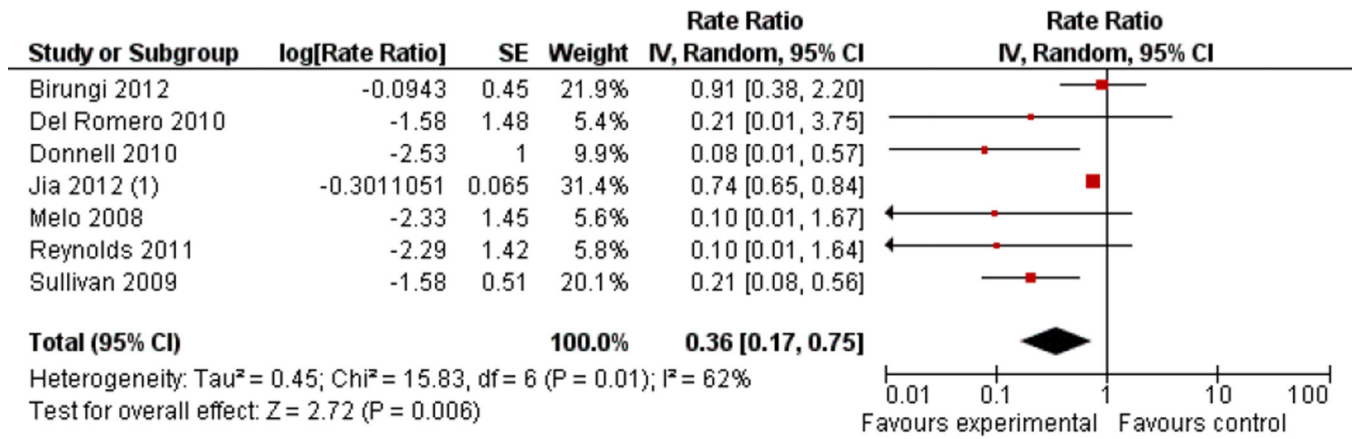 Rate Ratio Rate Ratio
Study or Subgroup log[Rate Ratio] SE Weight IV, Random, 95% CI IV, Random, 95% CI
Birungi 2012 -0.0943 0.45 21.9% 0.91 [0.38, 2.20]
Del Romero 2010 -1.58 1.48 5.4% 0.21 [0.01, 3.75]
Donnell 2010 -2.53 1 9.9% 0.08 [0.01, 0.57]
Jia 2012 (1) -0.3011051 0.065 31.4% 0.74 [0.65, 0.84]
Melo 2008 -2.33 1.45 5.6% 0.10 [0.01, 1.67]
Reynolds 2011 -2.29 1.42 5.8% 0.10 [0.01, 1.64]
Sullivan 2009 -1.58 0.51 20.1% 0.21 [0.08, 0.56]
Total (95% CI) 100.0% 0.36 [0.17, 0.75]
Heterogeneity: Tau² = 0.45; Chi² = 15.83, df = 6 (P = 0.01); I² = 62%
Test for overall effect: Z = 2.72 (P = 0.006)
0.01 0.1 1 10 100
Favours experimental Favours control